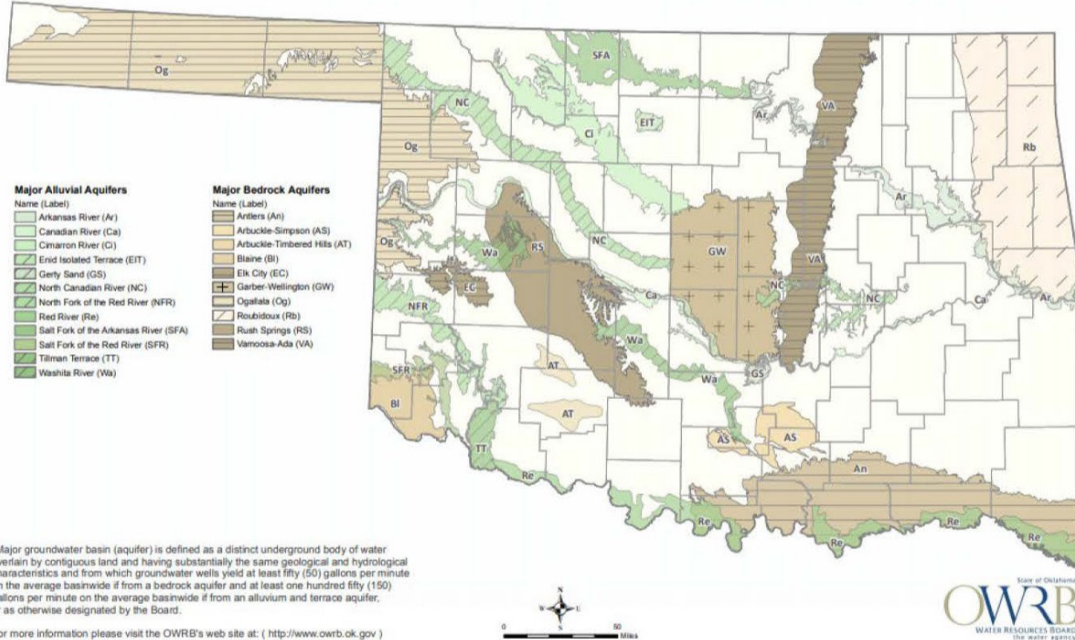 Major Alluvial Aquifers
Name (Label)
Arkansas River (Ar)
Canadian River (Ca)
Cimarron River (Ci)
Enid Isolated Terrace (EIT)
Gerty Sand (GS)
North Canadian River (NC)
North Fork of the Red River (NFR)
Red River (Re)
Salt Fork of the Arkansas River (SFA)
Salt Fork of the Red River (SFR)
Tillman Terrace (TT)
Washita River (Wa)
Major Bedrock Aquifers
Name (Label)
Antlers (An)
Arbuckle-Simpson (AS)
Arbuckle-Timbered Hills (AT)
Blaine (Bl)
Elk City (EC)
Garber-Wellington (GW)
Ogallala (Og)
Roubidoux (Rb)
Rush Springs (RS)
Vamoosa-Ada (VA)
Og
SFA
NC
EIT
Ci
Ar
VA
Rb
Og
Ar
Og
Wa
RS
NC
GW
VA
EC
Ca
NC
NC
Ca
Ar
NFR
Wa
SFR
AT
Wa
GS
Bl
AT
AS
AS
TT
Re
An
Re
Re
Re
Re
Major groundwater basin (aquifer) is defined as a distinct underground body of water
verlain by contiguous land and having substantially the same geological and hydrological
haracteristics and from which groundwater wells yield at least fifty (50) gallons per minute
n the average basinwide if from a bedrock aquifer and at least one hundred fifty (150)
allons per minute on the average basinwide if from an alluvium and terrace aquifer,
r as otherwise designated by the Board.
or more information please visit the OWRB's web site at: ( http://www.owrb.ok.gov )
N
W E
S
0 50
Miles
State of Oklahoma
OWRB
WATER RESOURCES BOARD
the water agency